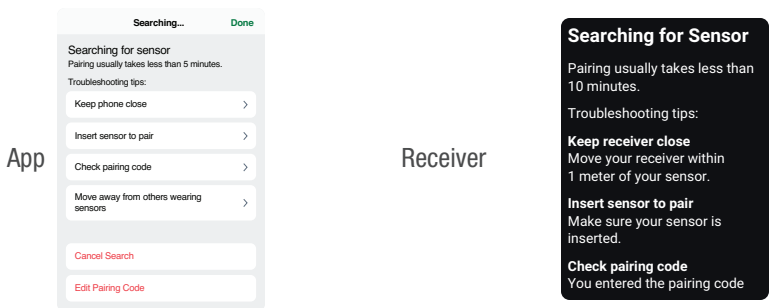 App
Searching...
Done
Searching for sensor
Pairing usually takes less than 5 minutes.
Troubleshooting tips:
Keep phone close
Insert sensor to pair
Check pairing code
Move away from others wearing
sensors
Cancel Search
Edit Pairing Code
Receiver
Searching for Sensor
Pairing usually takes less than
10 minutes.
Troubleshooting tips:
Keep receiver close
Move your receiver within
1 meter of your sensor.
Insert sensor to pair
Make sure your sensor is
inserted.
Check pairing code
You entered the pairing code